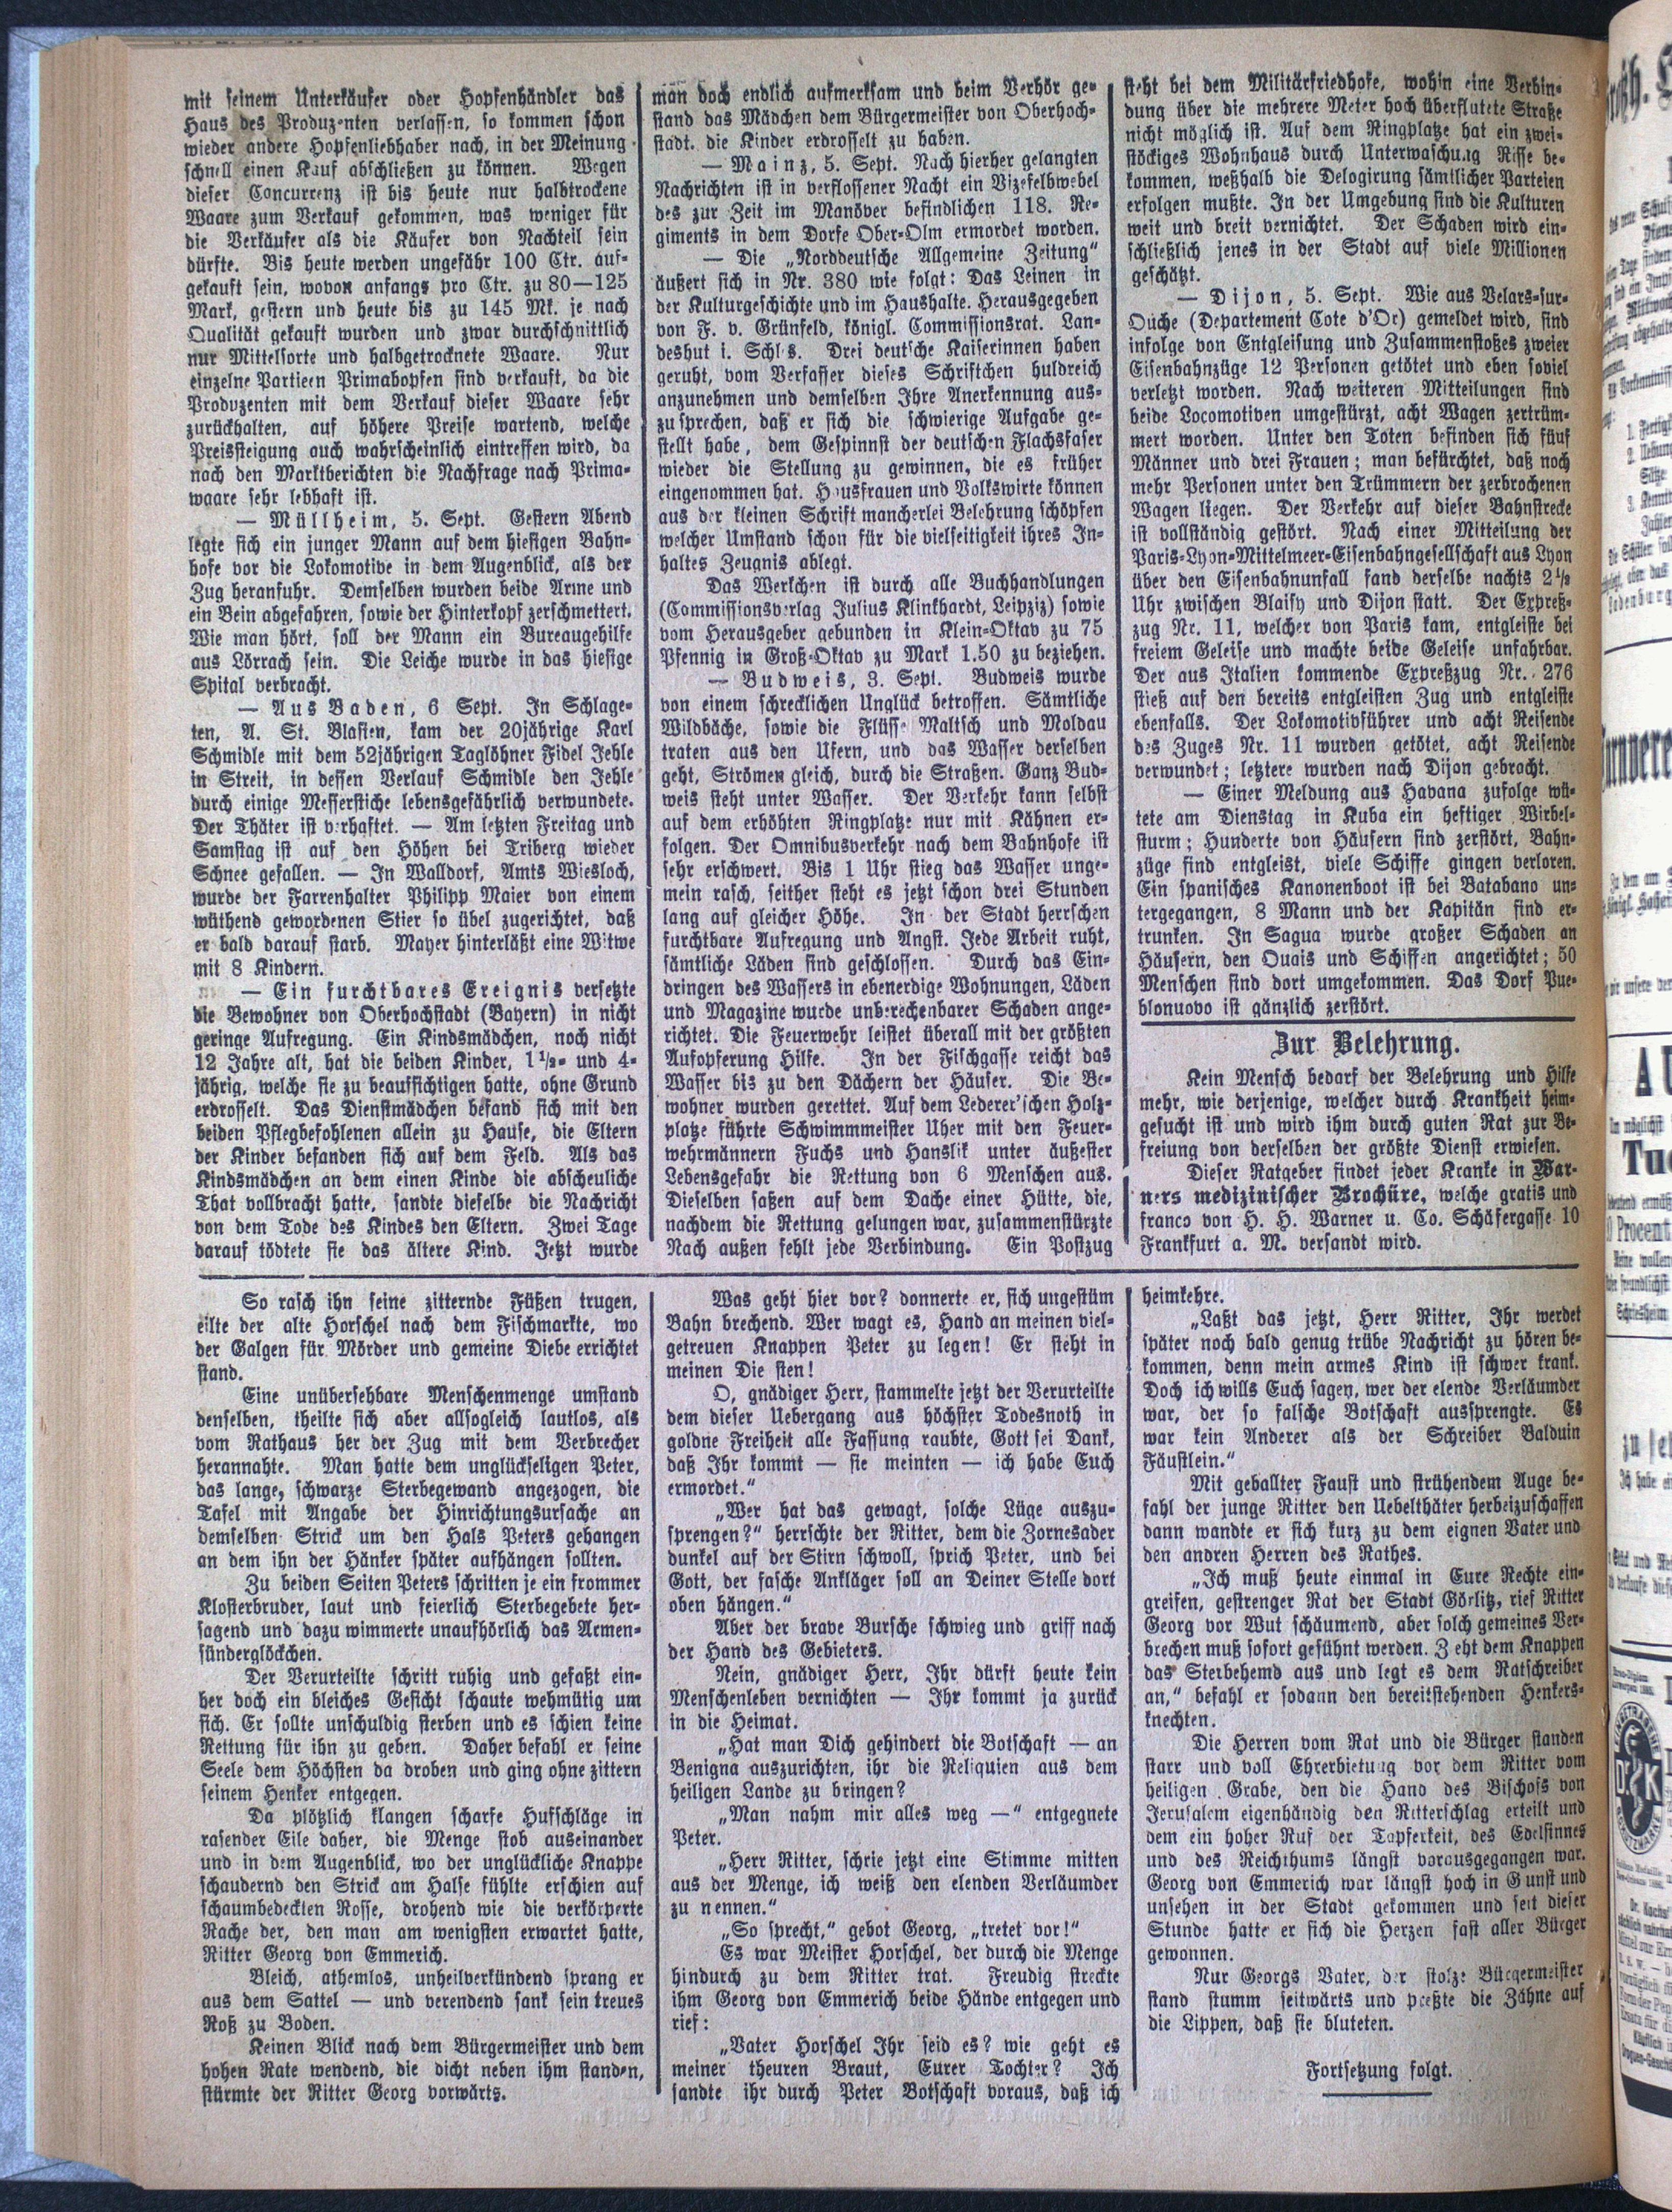 mit seinem Unterkäufer oder Hopfenhändler das
Haus des Produzenten verlassen, so kommen schon
wieder andere Hopfenliebhaber nach, in der Meinung
schnell einen Kauf abschließen zu können. Wegen
dieser Concurrenz ist bis heute nur halbtrockene
Waare zum Verkauf gekommen, was weniger für
die Verkäufer als die Käufer von Nachteil sein
dürfte. Bis heute werden ungefähr 100 Ctr. auf-
gekauft sein, wovon anfangs pro Ctr. zu 80—125
Mark, gestern und heute bis zu 145 Mk. je nach
Qualität gekauft wurden und zwar durchschnittlich
nur Mittelsorte und halbgetrocknete Waare. Nur
einzelne Partieen Primahopfen sind verkauft, da die
Produzenten mit dem Verkauf dieser Waare sehr
zurückhalten, auf höhere Preise wartend, welche
Preissteigung auch wahrscheinlich eintreffen wird, da
nach den Marktberichten die Nachfrage nach Prima-
waare sehr lebhaft ist.
— Müllheim, 5. Sept. Gestern Abend
legte sich ein junger Mann auf dem hiesigen Bahn-
hofe vor die Lokomotive in dem Augenblick, als der
Zug heranfuhr. Demselben wurden beide Arme und
ein Bein abgefahren, sowie der Hinterkopf zerschmettert.
Wie man hört, soll der Mann ein Bureaugehilfe
aus Lörrach sein. Die Leiche wurde in das hiesige
Spital verbracht.
— Aus Baden, 6 Sept. In Schlage-
ten, A. St. Blasien, kam der 20jährige Karl
Schmidle mit dem 52jährigen Taglöhner Fidel Jehle
in Streit, in dessen Verlauf Schmidle den Jehle
durch einige Messerstiche lebensgefährlich verwundete.
Der Thäter ist verhaftet. — Am letzten Freitag und
Samstag ist auf den Höhen bei Triberg wieder
Schnee gefallen. — In Walldorf, Amts Wiesloch,
wurde der Farrenhalter Philipp Maier von einem
wüthend gewordenen Stier so übel zugerichtet, daß
er bald darauf starb. Mayer hinterläßt eine Witwe
mit 8 Kindern.
— Ein furchtbares Ereignis versetzte
die Bewohner von Oberhochstadt (Bayern) in nicht
geringe Aufregung. Ein Kindsmädchen, noch nicht
12 Jahre alt, hat die beiden Kinder, 1½- und 4-
jährig, welche sie zu beaufsichtigen hatte, ohne Grund
erdrosselt. Das Dienstmädchen befand sich mit den
beiden Pflegbefohlenen allein zu Hause, die Eltern
der Kinder befanden sich auf dem Feld. Als das
Kindsmädchen an dem einen Kinde die abscheuliche
That vollbracht hatte, sandte dieselbe die Nachricht
von dem Tode des Kindes den Eltern. Zwei Tage
darauf tödtete sie das ältere Kind. Jetzt wurde
man doch endlich aufmerksam und beim Verhör ge-
stand das Mädchen dem Bürgermeister von Oberhoch-
stadt, die Kinder erdrosselt zu haben.
— Mainz, 5. Sept. Nach hierher gelangten
Nachrichten ist in verflossener Nacht ein Vizefelbwebel
des zur Zeit im Manöver befindlichen 118. Re-
giments in dem Dorfe Ober-Olm ermordet worden.
— Die „Norddeutsche Allgemeine Zeitung“
äußert sich in Nr. 380 wie folgt: Das Leinen in
der Kulturgeschichte und im Haushalte. Herausgegeben
von F. v. Grünfeld, königl. Commissionsrat. Lan-
deshut i. Schles. Drei deutsche Kaiserinnen haben
geruht, vom Verfasser dieses Schriftchen huldreich
anzunehmen und demselben Ihre Anerkennung aus-
zusprechen, daß er sich die schwierige Aufgabe ge-
stellt habe, dem Gespinnst der deutschen Flachsfaser
wieder die Stellung zu gewinnen, die es früher
eingenommen hat. Hausfrauen und Volkswirte können
aus der kleinen Schrift mancherlei Belehrung schöpfen
welcher Umstand schon für die vielseitigkeit ihres In-
haltes Zeugnis ablegt.
Das Werkchen ist durch alle Buchhandlungen
(Commissionsverlag Julius Klinkhardt, Leipzig) sowie
vom Herausgeber gebunden in Klein-Oktav zu 75
Pfennig in Groß-Oktav zu Mark 1.50 zu beziehen.
— Budweis, 3. Sept. Budweis wurde
von einem schrecklichen Unglück betroffen. Sämtliche
Wildbäche, sowie die Flüsse Maltsch und Moldau
traten aus den Ufern, und das Wasser derselben
geht, Strömen gleich, durch die Straßen. Ganz Bud-
weis steht unter Wasser. Der Verkehr kann selbst
auf dem erhöhten Ringplatze nur mit Kähnen er-
folgen. Der Omnibusverkehr nach dem Bahnhofe ist
sehr erschwert. Bis 1 Uhr stieg das Wasser unge-
mein rasch, seither steht es jetzt schon drei Stunden
lang auf gleicher Höhe. In der Stadt herrschen
furchtbare Aufregung und Angst. Jede Arbeit ruht,
sämtliche Läden sind geschlossen. Durch das Ein-
dringen des Wassers in ebenerdige Wohnungen, Läden
und Magazine wurde unberechenbarer Schaden ange-
richtet. Die Feuerwehr leistet überall mit der größten
Aufopferung Hilfe. In der Fischgasse reicht das
Wasser bis zu den Dächern der Häuser. Die Be-
wohner wurden gerettet. Auf dem Lederer'schen Holz-
platze führte Schwimmmeister Uher mit den Feuer-
wehrmännern Fuchs und Hanslik unter äußester
Lebensgefahr die Rettung von 6 Menschen aus.
Dieselben saßen auf dem Dache einer Hütte, die,
nachdem die Rettung gelungen war, zusammenstürzte
Nach außen fehlt jede Verbindung. Ein Postzug
steht bei dem Militärfriedhofe, wohin eine Verbin-
dung über die mehrere Meter hoch überflutete Straße
nicht möglich ist. Auf dem Ringplatze hat ein zwei-
stöckiges Wohnhaus durch Unterwaschung Risse be-
kommen, weßhalb die Delogirung sämtlicher Parteien
erfolgen mußte. In der Umgebung sind die Kulturen
weit und breit vernichtet. Der Schaden wird ein-
schließlich jenes in der Stadt auf viele Millionen
geschätzt.
— Dijon, 5. Sept. Wie aus Velars-sur-
Ouche (Departement Cote d'Or) gemeldet wird, sind
infolge von Entgleisung und Zusammenstoßes zweier
Eisenbahnzüge 12 Personen getötet und eben soviel
verletzt worden. Nach weiteren Mitteilungen sind
beide Locomotiven umgestürzt, acht Wagen zertrüm-
mert worden. Unter den Toten befinden sich fünf
Männer und drei Frauen; man befürchtet, daß noch
mehr Personen unter den Trümmern der zerbrochenen
Wagen liegen. Der Verkehr auf dieser Bahnstrecke
ist vollständig gestört. Nach einer Mitteilung der
Paris-Lyon-Mittelmeer-Eisenbahngesellschaft aus Lyon
über den Eisenbahnunfall fand derselbe nachts 2½
Uhr zwischen Blaisy und Dijon statt. Der Expreß-
zug Nr. 11, welcher von Paris kam, entgleiste bei
freiem Geleise und machte beide Geleise unfahrbar.
Der aus Italien kommende Expreßzug Nr. 276
stieß auf den bereits entgleisten Zug und entgleiste
ebenfalls. Der Lokomotivführer und acht Reisende
des Zuges Nr. 11 wurden getötet, acht Reisende
verwundet; letztere wurden nach Dijon gebracht.
— Einer Meldung aus Havana zufolge wü-
tete am Dienstag in Kuba ein heftiger Wirbel-
sturm; Hunderte von Häusern sind zerstört, Bahn-
züge sind entgleist, viele Schiffe gingen verloren.
Ein spanisches Kanonenboot ist bei Batabano un-
tergegangen, 8 Mann und der Kapitän sind er-
trunken. In Sagua wurde großer Schaden an
Häusern, den Quais und Schiffen angerichtet; 50
Menschen sind dort umgekommen. Das Dorf Pue-
blonuovo ist gänzlich zerstört.
Zur Belehrung.
Kein Mensch bedarf der Belehrung und Hilfe
mehr, wie derjenige, welcher durch Krankheit heim-
gesucht ist und wird ihm durch guten Rat zur Be-
freiung von derselben der größte Dienst erwiesen.
Dieser Ratgeber findet jeder Kranke in War-
ners medizinischer Brochüre, welche gratis und
franco von H. H. Warner u. Co. Schäfergasse 10
Frankfurt a. M. versandt wird.
So rasch ihn seine zitternde Füßen trugen,
eilte der alte Horschel nach dem Fischmarkte, wo
der Galgen für Mörder und gemeine Diebe errichtet
stand.
Eine unübersehbare Menschenmenge umstand
denselben, theilte sich aber allsogleich lautlos, als
vom Rathaus her der Zug mit dem Verbrecher
herannahte. Man hatte dem unglückseligen Peter,
das lange, schwarze Sterbegewand angezogen, die
Tafel mit Angabe der Hinrichtungsursache an
demselben Strick um den Hals Peters gehangen
an dem ihn der Hänker später aufhängen sollten.
Zu beiden Seiten Peters schritten je ein frommer
Klosterbruder, laut und feierlich Sterbegebete her-
sagend und dazu wimmerte unaufhörlich das Armen-
sünderglöckchen.
Der Verurteilte schritt ruhig und gefaßt ein-
her doch ein bleiches Gesicht schaute wehmütig um
sich. Er sollte unschuldig sterben und es schien keine
Rettung für ihn zu geben. Daher befahl er seine
Seele dem Höchsten da droben und ging ohne zittern
seinem Henker entgegen.
Da plötzlich klangen scharfe Hufschläge in
rasender Eile daher, die Menge stob auseinander
und in dem Augenblick, wo der unglückliche Knappe
schaudernd den Strick am Halse fühlte erschien auf
schaumbedeckten Rosse, drohend wie die verkörperte
Rache der, den man am wenigsten erwartet hatte,
Ritter Georg von Emmerich.
Bleich, athemlos, unheilverkündend sprang er
aus dem Sattel — und verendend sank sein treues
Roß zu Boden.
Keinen Blick nach dem Bürgermeister und dem
hohen Rate wendend, die dicht neben ihm standen,
stürmte der Ritter Georg vorwärts.
Was geht hier vor? donnerte er, sich ungestüm
Bahn brechend. Wer wagt es, Hand an meinen viel-
getreuen Knappen Peter zu legen! Er steht in
meinen Die sten!
O, gnädiger Herr, stammelte jetzt der Verurteilte
dem dieser Uebergang aus höchster Todesnoth in
goldne Freiheit alle Fassung raubte, Gott sei Dank,
daß Ihr kommt — sie meinten — ich habe Euch
ermordet.“
„Wer hat das gewagt, solche Lüge auszu-
sprengen?“ herrschte der Ritter, dem die Zornesader
dunkel auf der Stirn schwoll, sprich Peter, und bei
Gott, der fasche Ankläger soll an Deiner Stelle dort
oben hängen.“
Aber der brave Bursche schwieg und griff nach
der Hand des Gebieters.
Nein, gnädiger Herr, Ihr dürft heute kein
Menschenleben vernichten — Ihr kommt ja zurück
in die Heimat.
„Hat man Dich gehindert die Botschaft — an
Benigna auszurichten, ihr die Reliquien aus dem
heiligen Lande zu bringen?
„Man nahm mir alles weg —“ entgegnete
Peter.
„Herr Ritter, schrie jetzt eine Stimme mitten
aus der Menge, ich weiß den elenden Verläumder
zu nennen.“
„So sprecht,“ gebot Georg, „tretet vor!“
Es war Meister Horschel, der durch die Menge
hindurch zu dem Ritter trat. Freudig streckte
ihm Georg von Emmerich beide Hände entgegen und
rief:
„Vater Horschel Ihr seid es? wie geht es
meiner theuren Braut, Eurer Tochter? Ich
sandte ihr durch Peter Botschaft voraus, daß ich
heimkehre.
„Laßt das jetzt, Herr Ritter, Ihr werdet
später noch bald genug trübe Nachricht zu hören be-
kommen, denn mein armes Kind ist schwer krank.
Doch ich wills Euch sagen, wer der elende Verläumder
war, der so falsche Botschaft aussprengte. Es
war kein Anderer als der Schreiber Balduin
Fäustlein.“
Mit geballter Faust und strühendem Auge be-
fahl der junge Ritter den Uebelthäter herbeizuschaffen
dann wandte er sich kurz zu dem eignen Vater und
den andren Herren des Rathes.
„Ich muß heute einmal in Eure Rechte ein-
greifen, gestrenger Rat der Stadt Görlitz, rief Ritter
Georg vor Wut schäumend, aber solch gemeines Ver-
brechen muß sofort gesühnt werden. Z eht dem Knappen
das Sterbehemd aus und legt es dem Ratschreiber
an,“ befahl er sodann den bereitstehenden Henkers-
knechten.
Die Herren vom Rat und die Bürger standen
starr und voll Ehrerbietung vor dem Ritter vom
heiligen Grabe, den die Hand des Bischofs von
Jerusalem eigenhändig den Ritterschlag erteilt und
dem ein hoher Ruf der Tapferkeit, des Edelsinnes
und des Reichthums längst vorausgegangen war.
Georg von Emmerich war längst hoch in Gunst und
unsehen in der Stadt gekommen und seit dieser
Stunde hatte er sich die Herzen fast aller Bürger
gewonnen.
Nur Georgs Vater, der stolze Bürgermeister
stand stumm seitwärts und preßte die Zähne auf
die Lippen, daß sie bluteten.
Fortsetzung folgt.